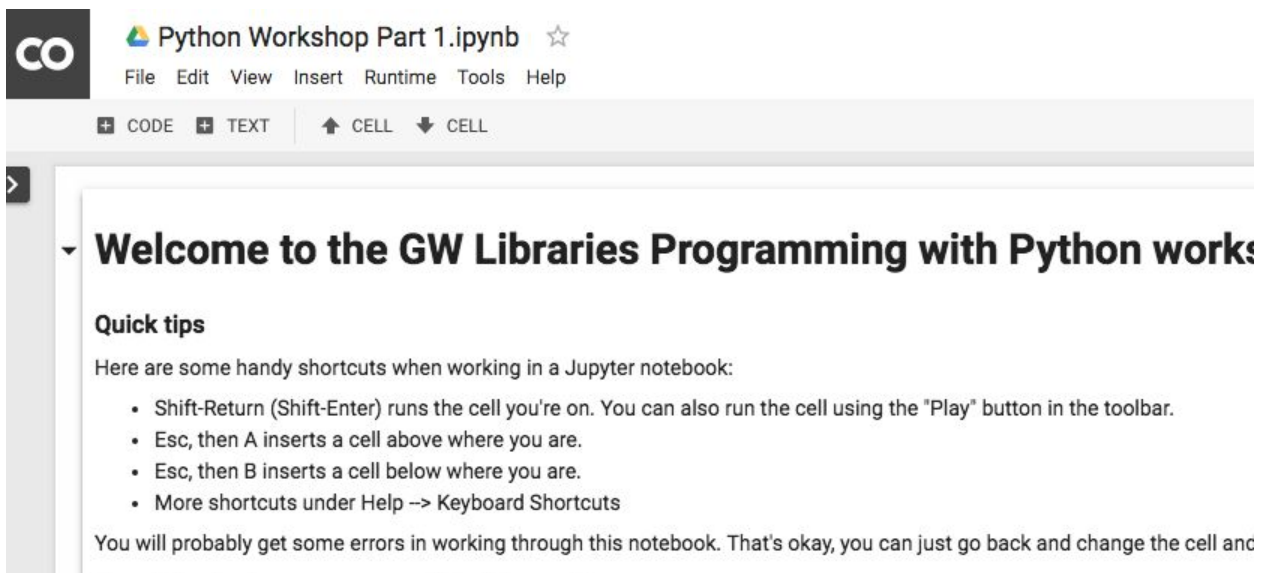 CO
Python Workshop Part 1.ipynb
File Edit View Insert Runtime Tools Help
CODE TEXT CELL CELL
Welcome to the GW Libraries Programming with Python works
Quick tips
Here are some handy shortcuts when working in a Jupyter notebook:
• Shift-Return (Shift-Enter) runs the cell you're on. You can also run the cell using the "Play" button in the toolbar.
• Esc, then A inserts a cell above where you are.
• Esc, then B inserts a cell below where you are.
• More shortcuts under Help --> Keyboard Shortcuts
You will probably get some errors in working through this notebook. That's okay, you can just go back and change the cell and